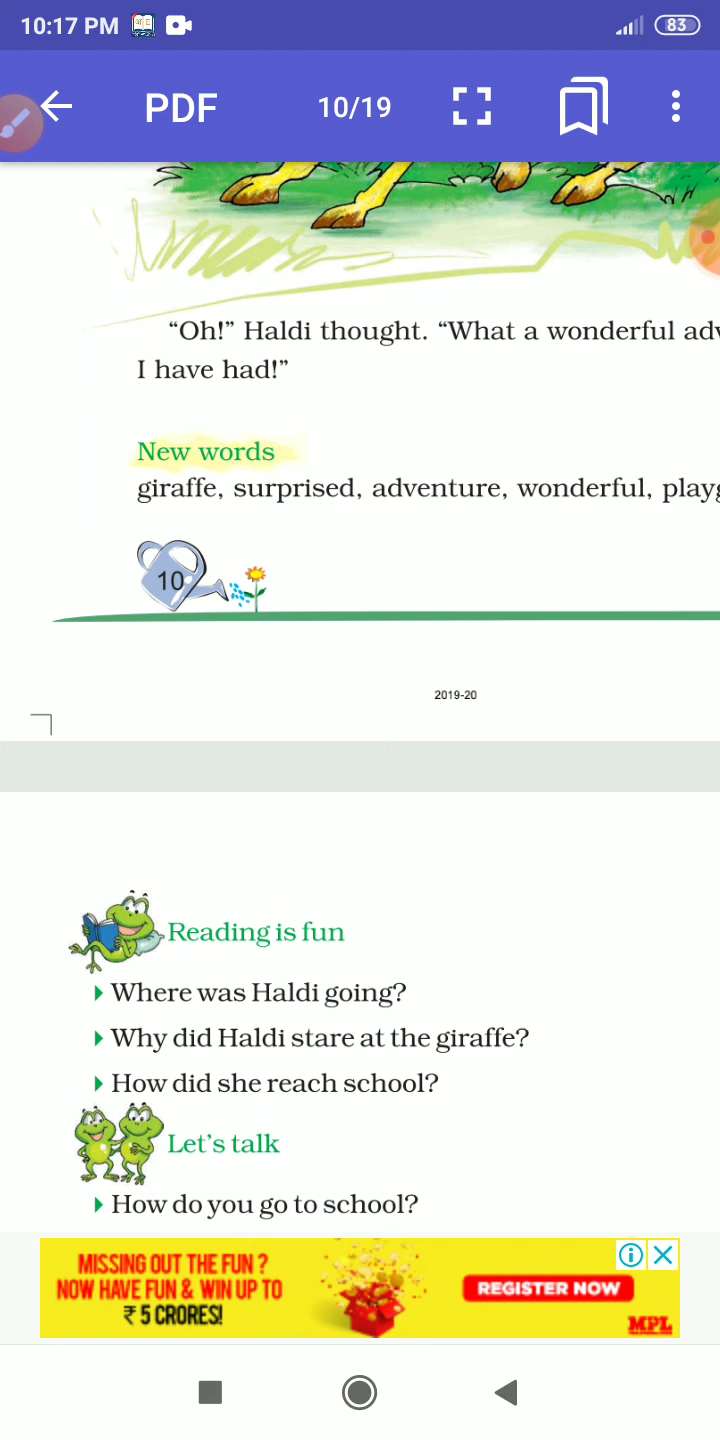 10:17 PM 83
PDF 10/19
“Oh!” Haldi thought. “What a wonderful
I have had!”
New words
giraffe, surprised, adventure, wonderful,
10
2019-20
Reading is fun
Where was Haldi going?
Why did Haldi stare at the giraffe?
How did she reach school?
Let's talk
How do you go to school?
MISSING OUT THE FUN ?
NOW HAVE FUN & WIN UP TO
₹ 5 CRORES!
REGISTER NOW
MPL